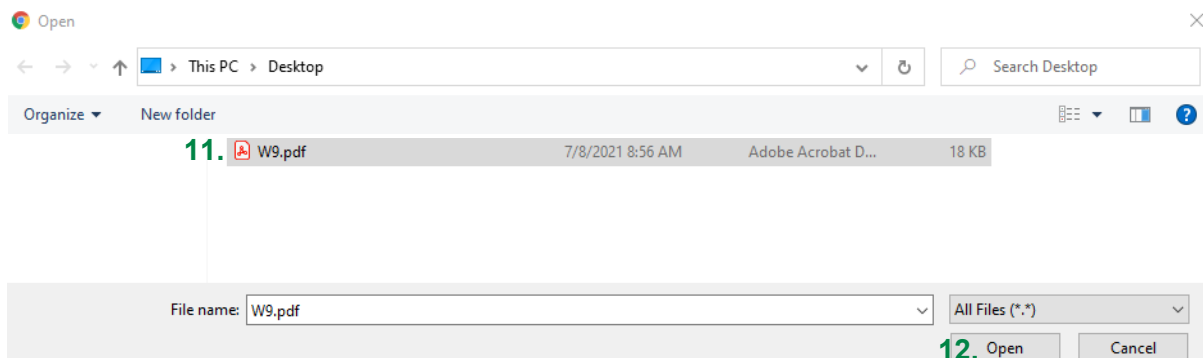 Open
This PC > Desktop
Search Desktop
Organize
New folder
11. W9.pdf 7/8/2021 8:56 AM Adobe Acrobat D... 18 KB
File name: W9.pdf All Files (*.*)
12. Open Cancel